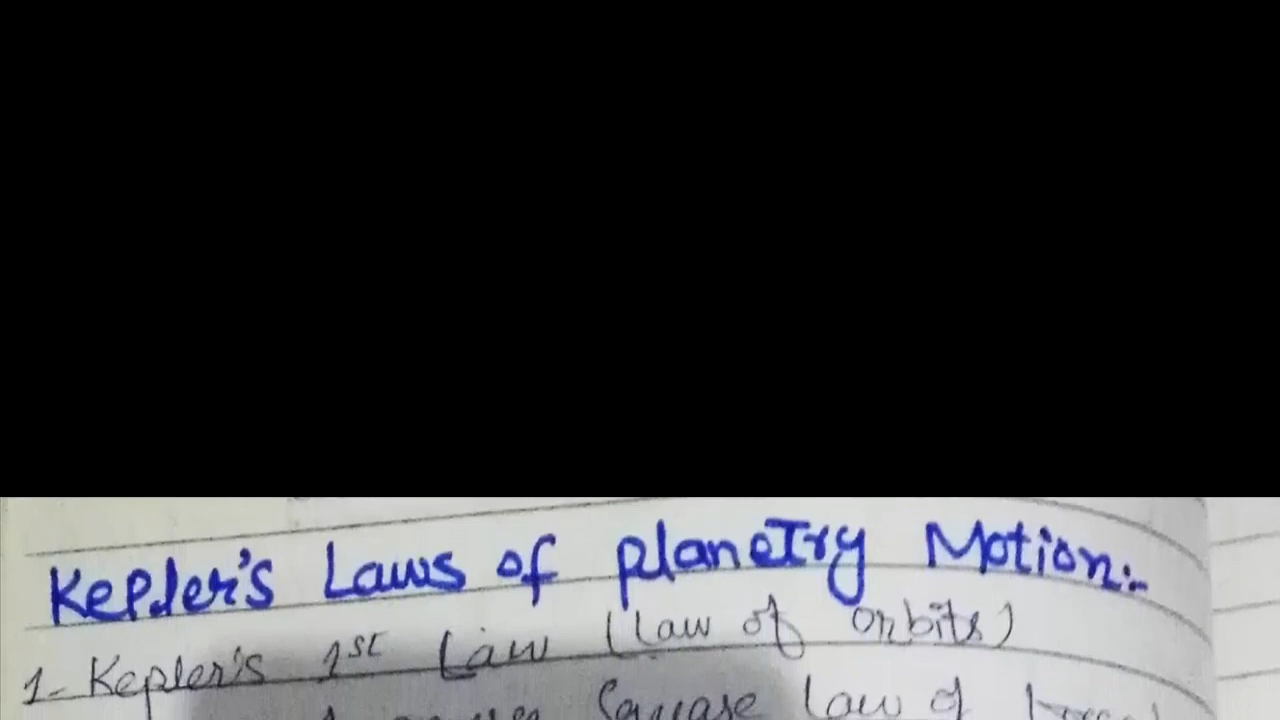 Kepler's Laws of planetry Motion:-
1- Kepler's 1st Law (Law of orbits)
Square law of